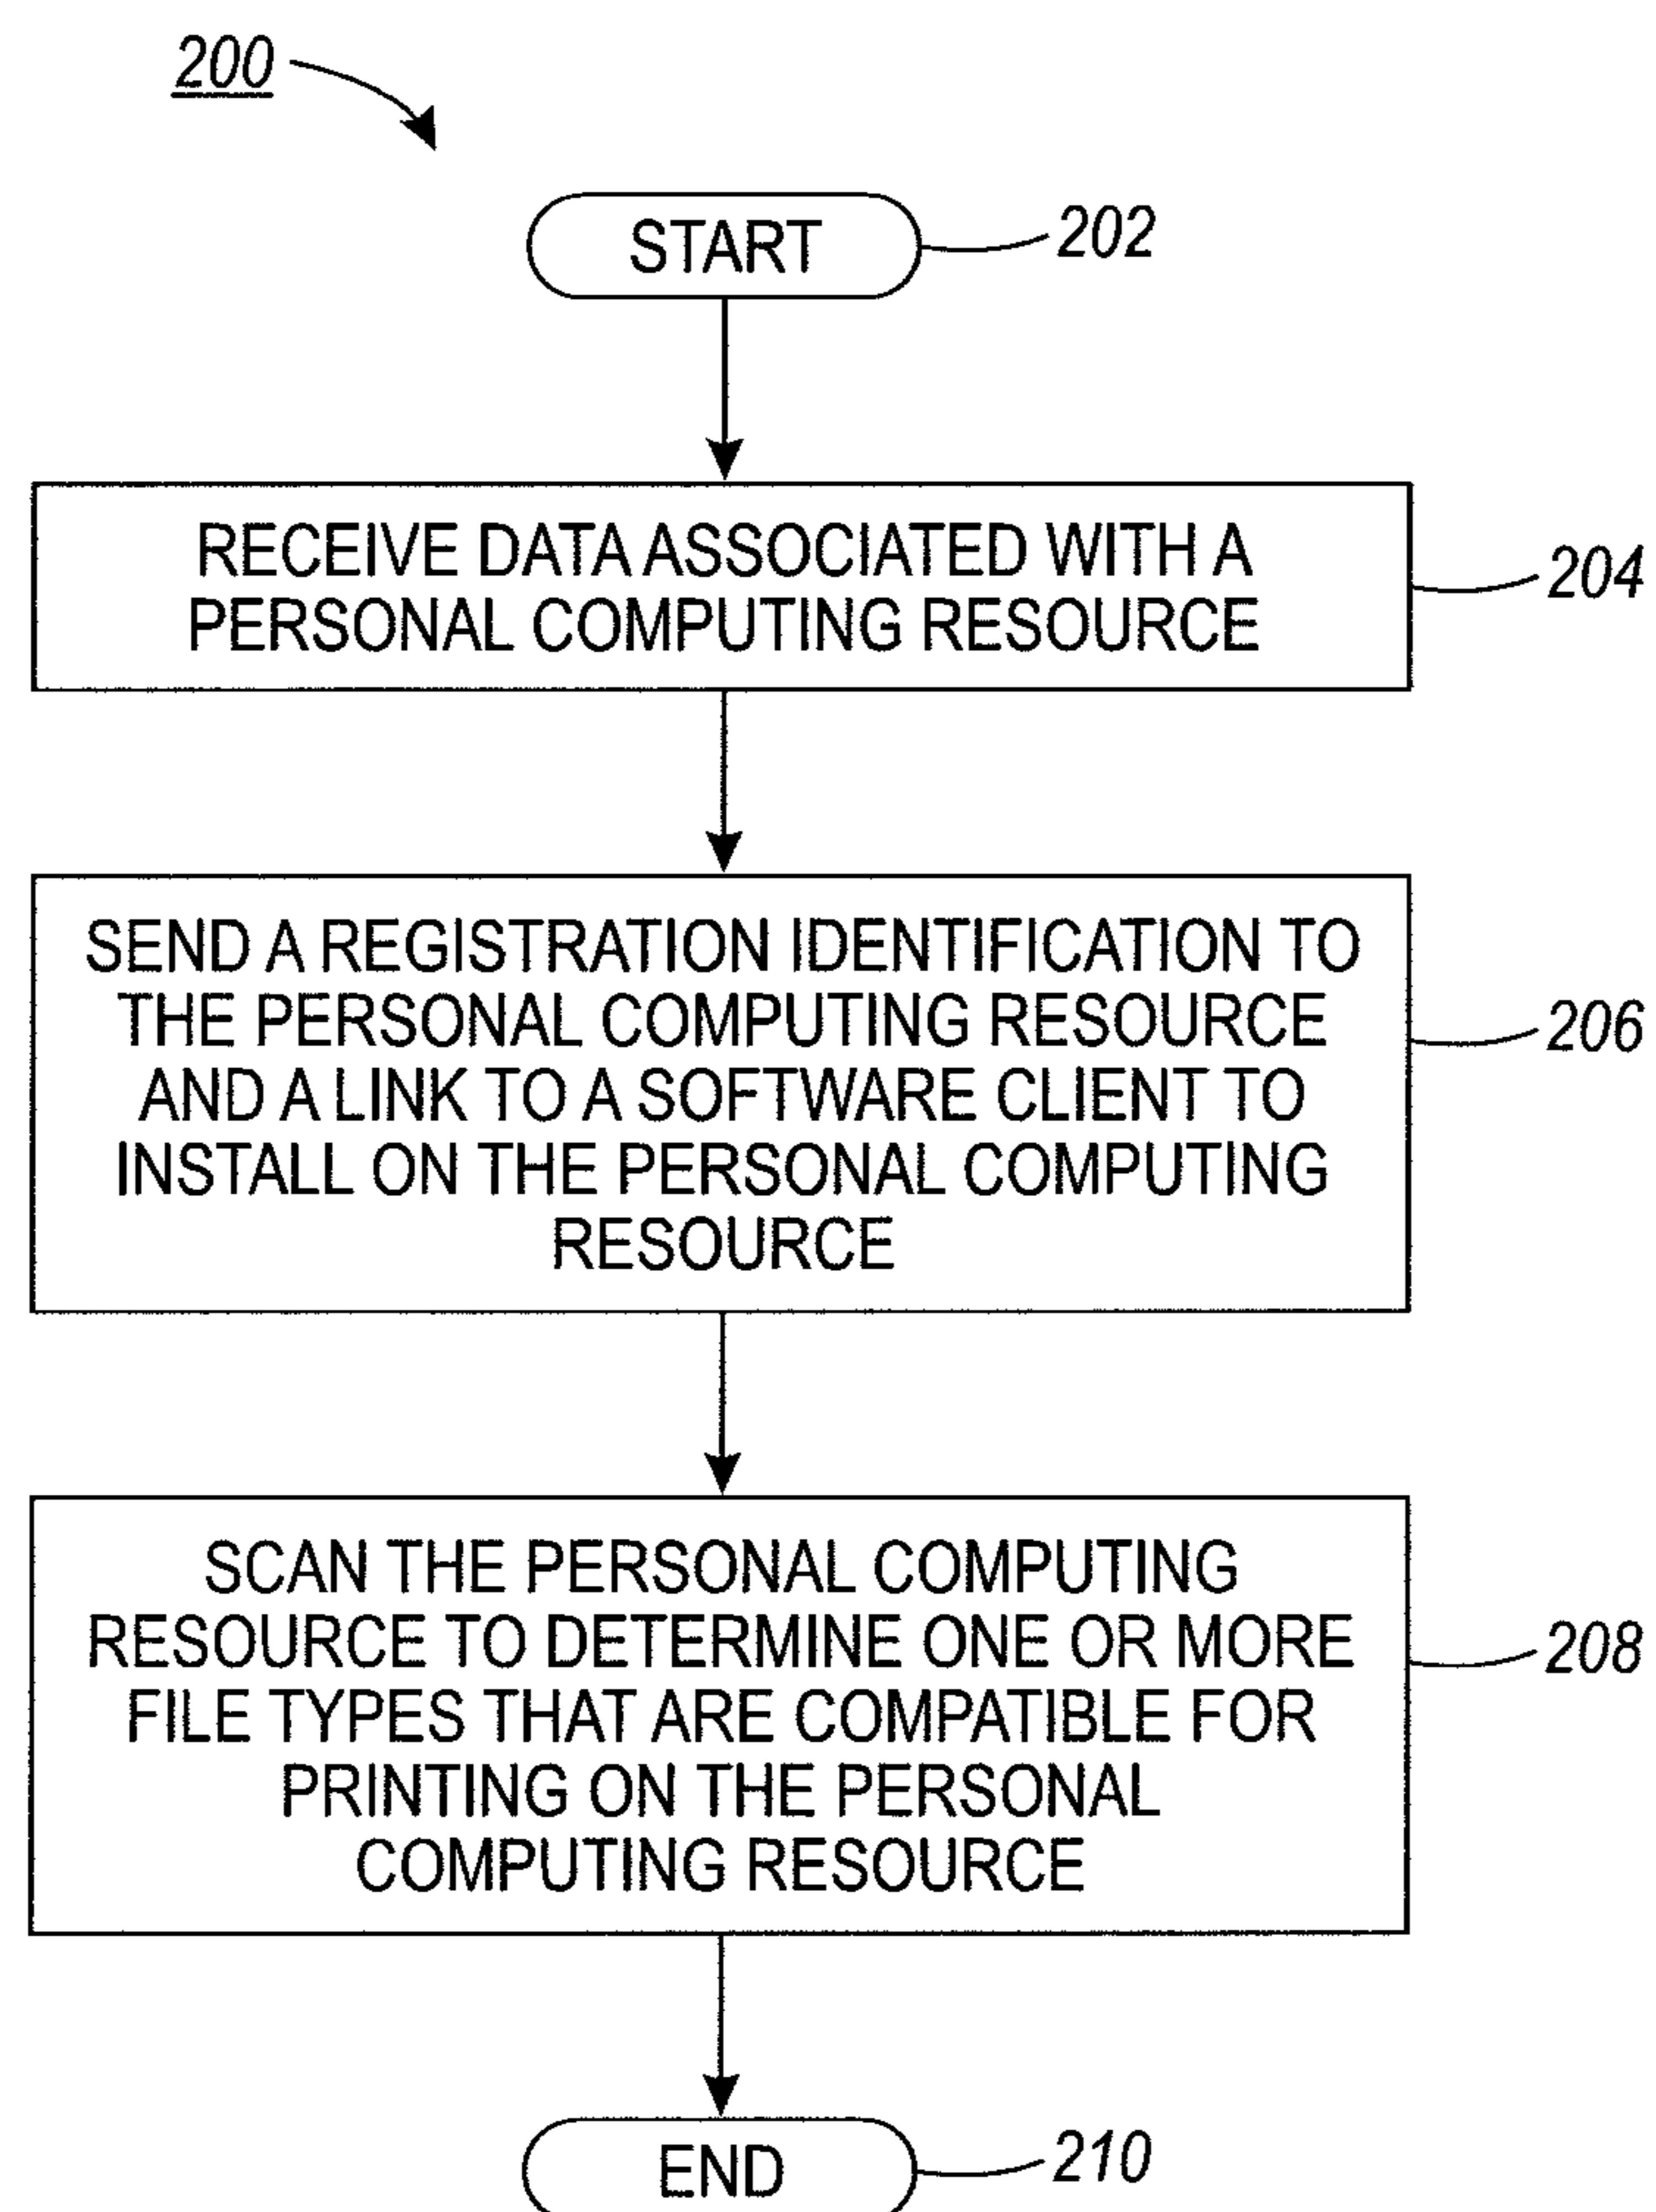 200
START
202
RECEIVE DATA ASSOCIATED WITH A
PERSONAL COMPUTING RESOURCE
204
SEND A REGISTRATION IDENTIFICATION TO
THE PERSONAL COMPUTING RESOURCE
AND A LINK TO A SOFTWARE CLIENT TO
INSTALL ON THE PERSONAL COMPUTING
RESOURCE
206
SCAN THE PERSONAL COMPUTING
RESOURCE TO DETERMINE ONE OR MORE
FILE TYPES THAT ARE COMPATIBLE FOR
PRINTING ON THE PERSONAL
COMPUTING RESOURCE
208
END
210